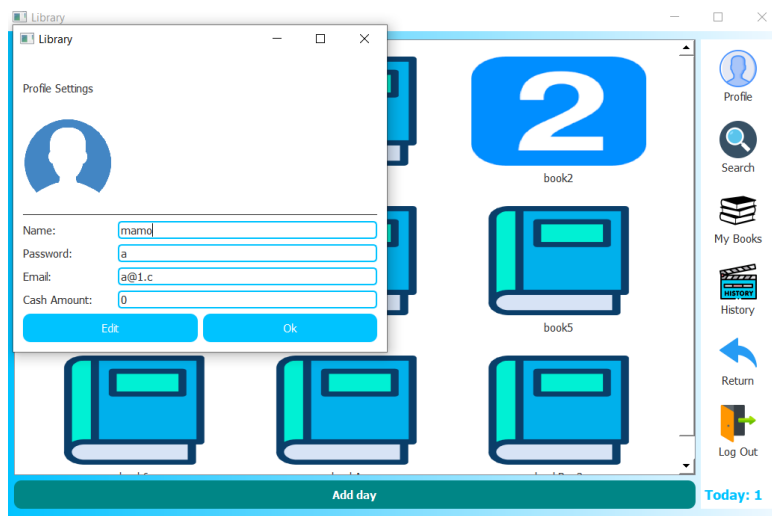 Library
Library
Profile Settings
Name: mamo
Password: a
Email: a@1.c
Cash Amount: 0
Edit Ok
2
book2
book5
Profile
Search
My Books
HISTORY
History
Return
Log Out
Add day
Today: 1